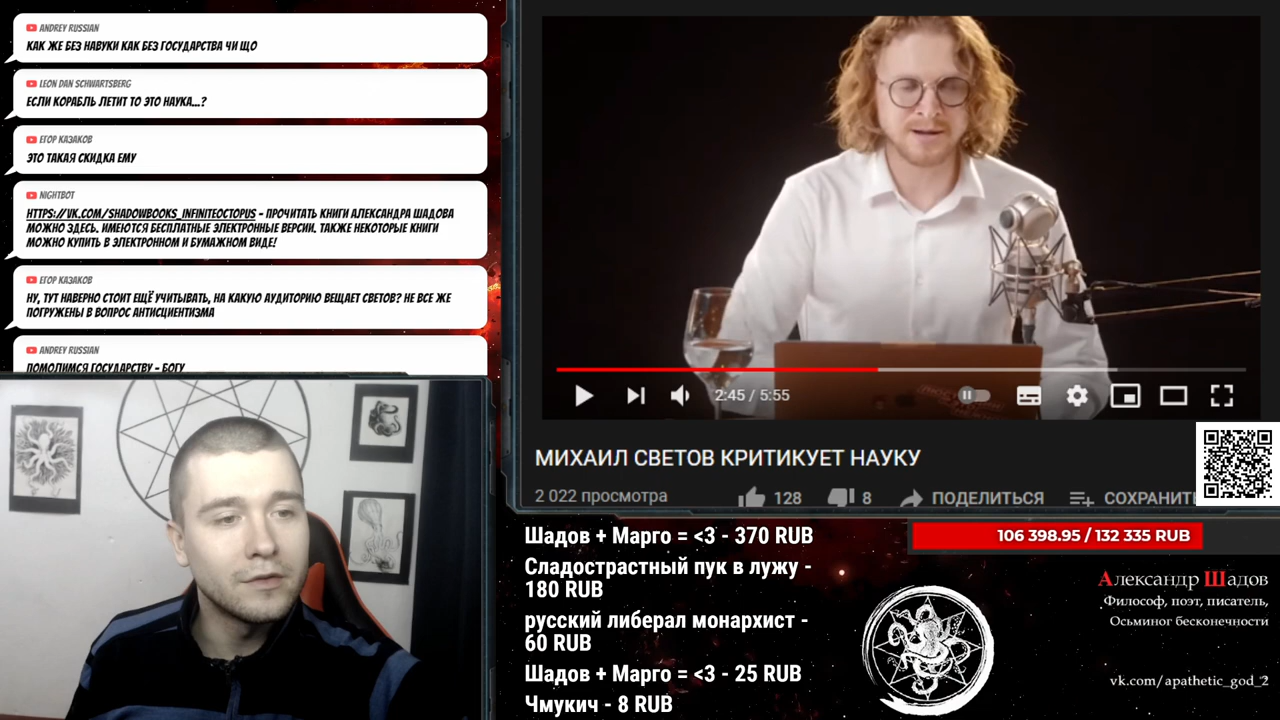 ANDREY RUSSIAN
КАК ЖЕ БЕЗ НАВУКИ КАК БЕЗ ГОСУДАРСТВА ЧИ ЩО
LEON DAN SCHWARTSBERG
ЕСЛИ КОРАБЛЬ ЛЕТИТ ТО ЭТО НАУКА...?
ЕГОР КАЗАКОВ
ЭТО ТАКАЯ СКИДКА ЕМУ
NIGHTBOT
HTTPS://VK.COM/SHADOWBOOKS_INFINITEOCTOPUS - ПРОЧИТАТЬ КНИГИ АЛЕКСАНДРА ШАДОВА
МОЖНО ЗДЕСЬ. ИМЕЮТСЯ БЕСПЛАТНЫЕ ЭЛЕКТРОННЫЕ ВЕРСИИ. ТАКЖЕ НЕКОТОРЫЕ КНИГИ
МОЖНО КУПИТЬ В ЭЛЕКТРОННОМ И БУМАЖНОМ ВИДЕ!
ЕГОР КАЗАКОВ
НУ, ТУТ НАВЕРНО СТОИТ ЕЩЁ УЧИТЫВАТЬ, НА КАКУЮ АУДИТОРИЮ ВЕЩАЕТ СВЕТОВ? НЕ ВСЕ ЖЕ
ПОГРУЖЕНЫ В ВОПРОС АНТИСЦИЕНТИЗМА
ANDREY RUSSIAN
ПОМОЛИМСЯ ГОСУДАРСТВУ - БОГУ
2:45 / 5:55
МИХАИЛ СВЕТОВ КРИТИКУЕТ НАУКУ
2 022 просмотра
128
8
ПОДЕЛИТЬСЯ
СОХРАНИТЬ
Шадов + Марго = <3 - 370 RUB
Сладострастный пук в лужу -
180 RUB
русский либерал монархист -
60 RUB
Шадов + Марго = <3 - 25 RUB
Чмукич - 8 RUB
106 398.95 / 132 335 RUB
Александр Шадов
Философ, поэт, писатель,
Осьминог бесконечности
vk.com/apathetic_god_2